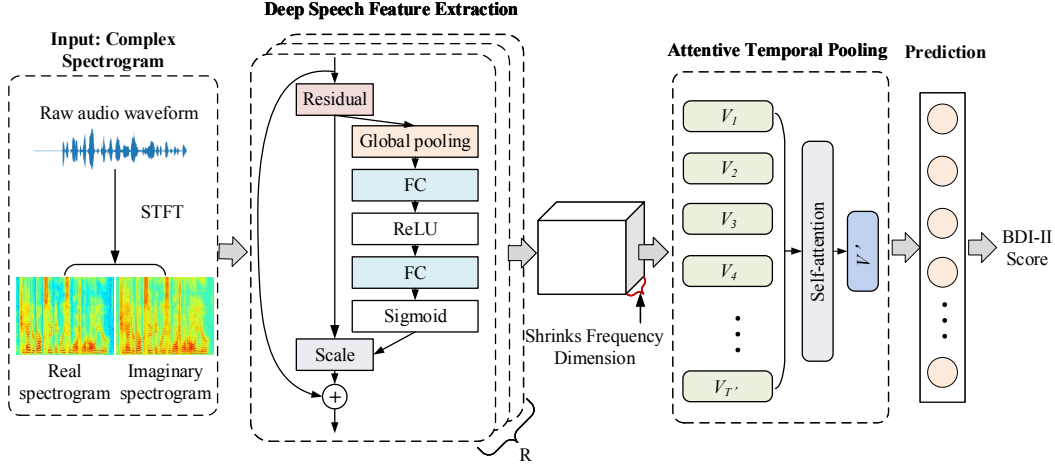 Input: Complex
Spectrogram
Raw audio waveform
STFT
Real
spectrogram
Imaginary
spectrogram
Deep Speech Feature Extraction
Residual
Global pooling
FC
ReLU
FC
Sigmoid
Scale
+
R
Shrinks Frequency
Dimension
Attentive Temporal Pooling
V1
V2
V3
V4
VT′
Self-attention
V′
Prediction
BDI-II
Score